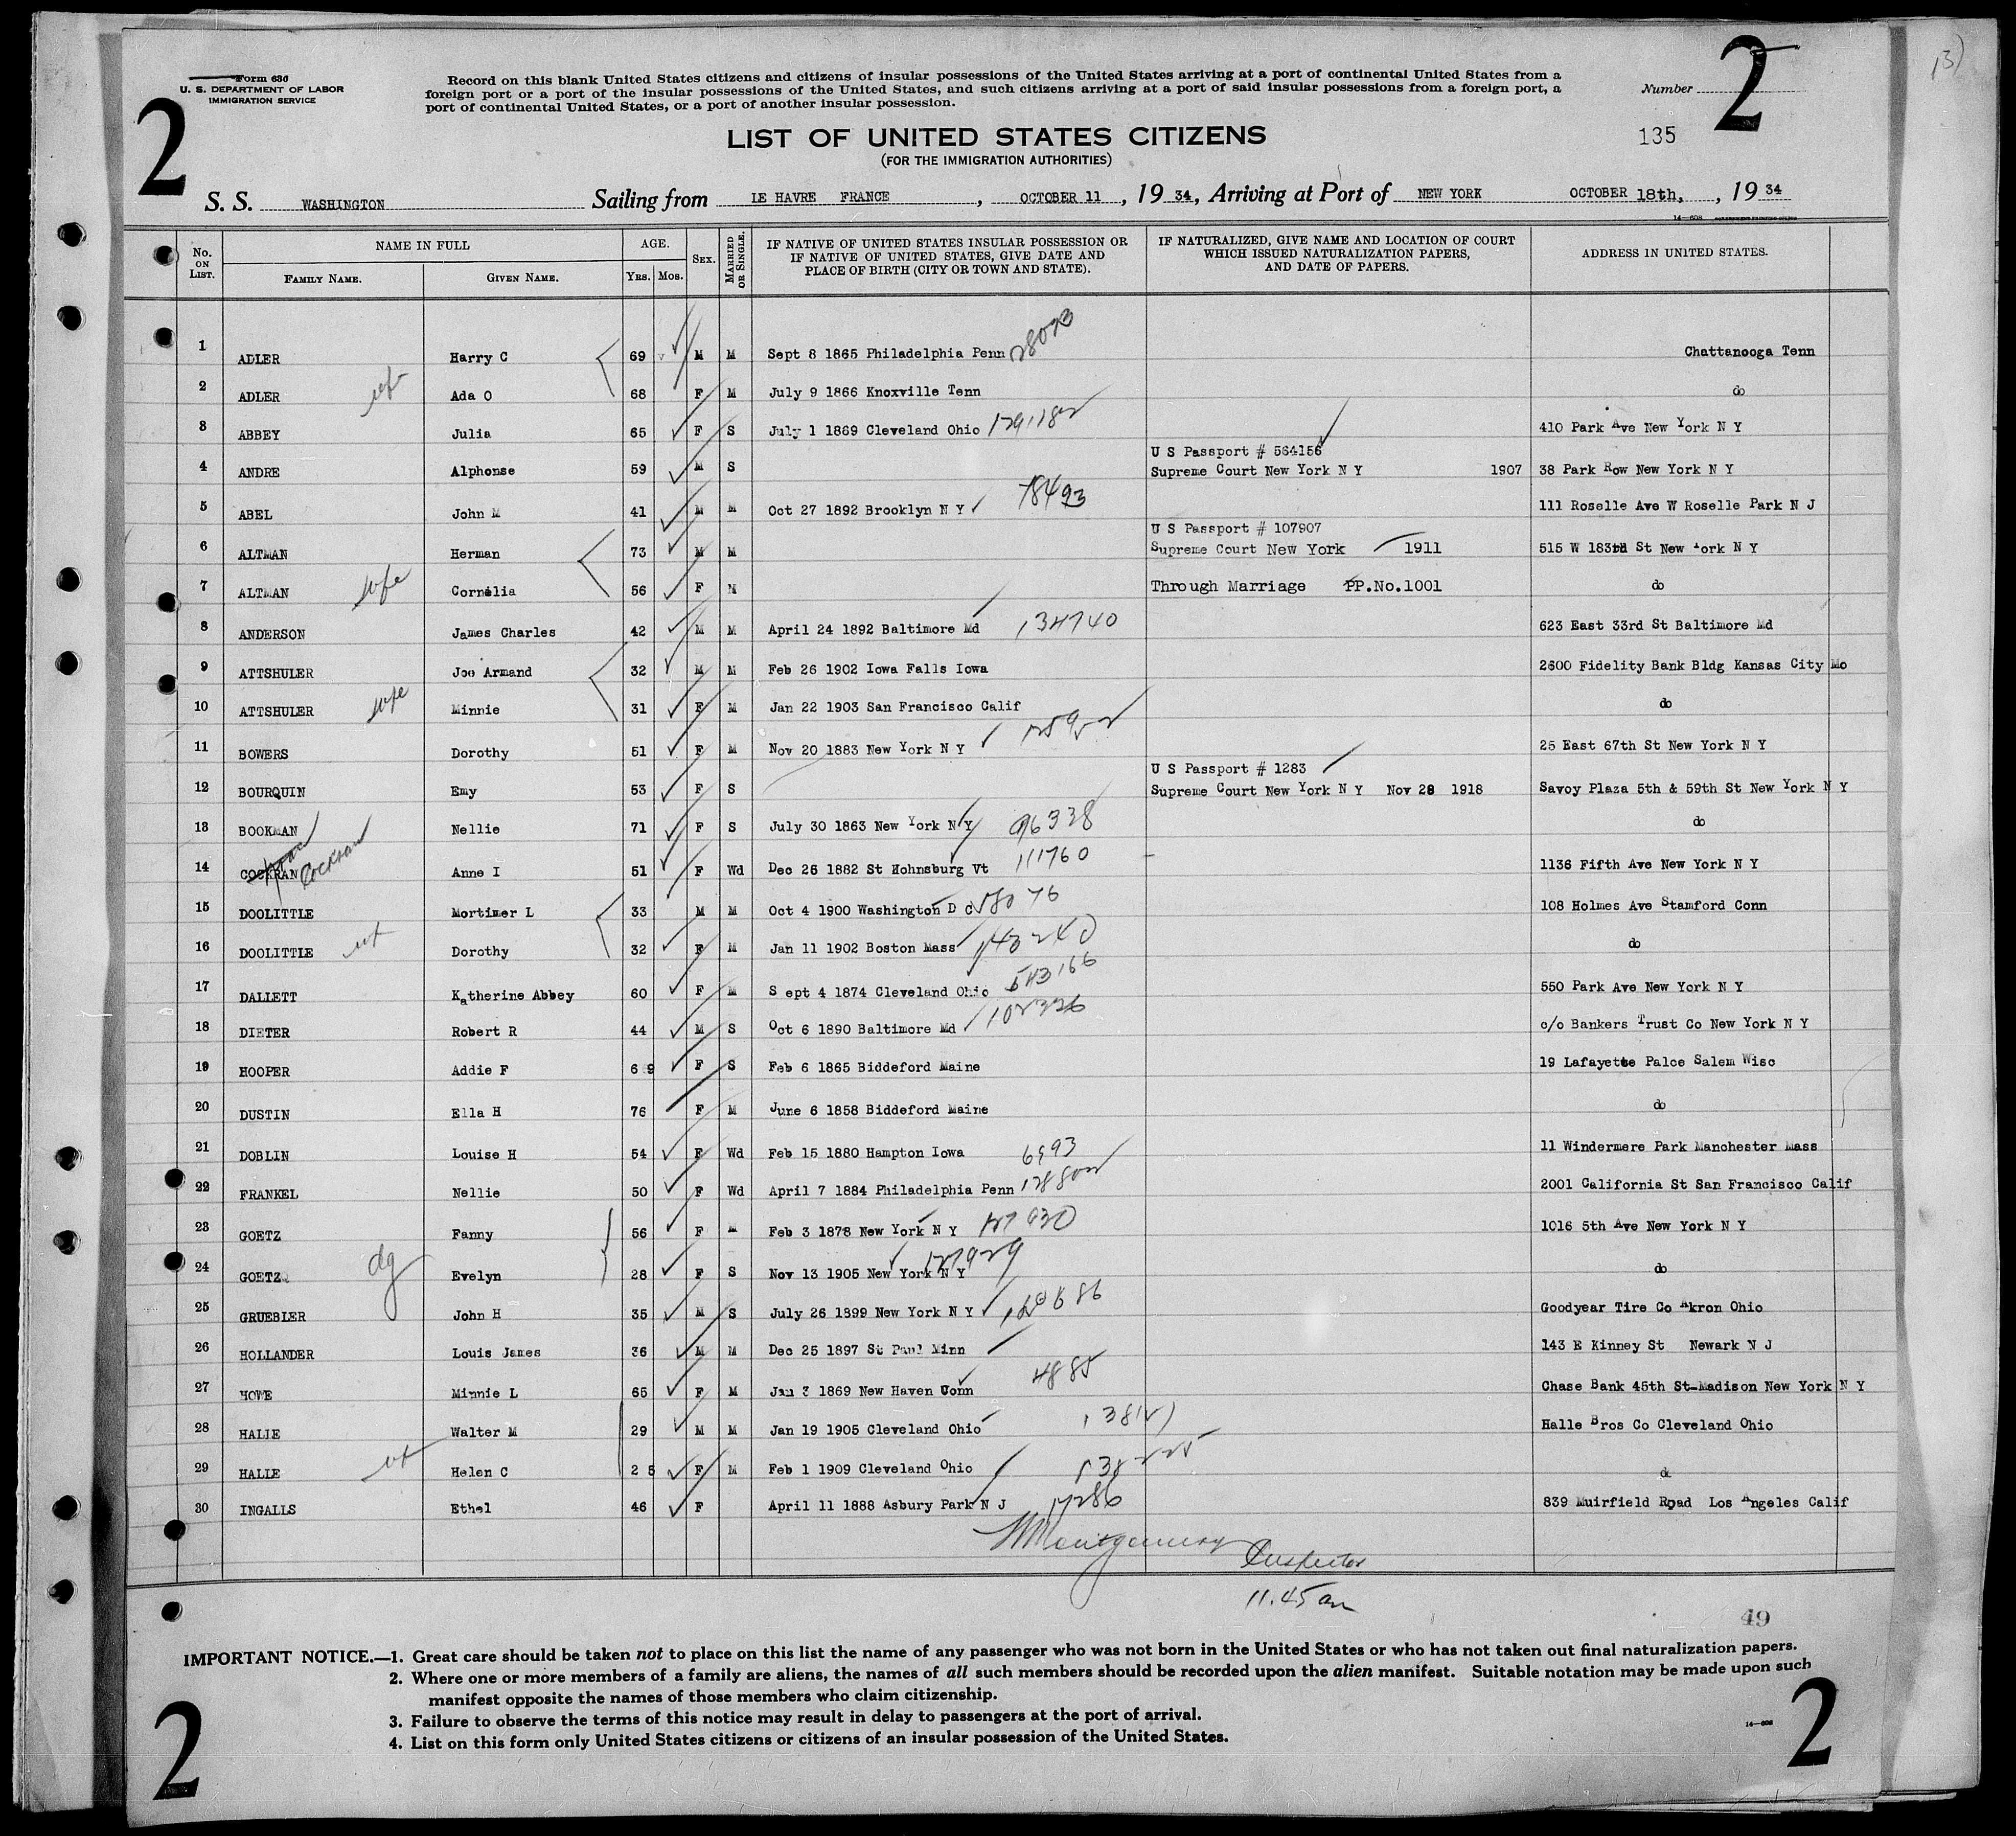 Form 630
U. S. DEPARTMENT OF LABOR
IMMIGRATION SERVICE
Record on this blank United States citizens and citizens of insular possessions of the United States arriving at a port of continental United States from a
foreign port or a port of the insular possessions of the United States, and such citizens arriving at a port of said insular possessions from a foreign port, a
port of continental United States, or a port of another insular possession.
Number 2
2
135
LIST OF UNITED STATES CITIZENS
(FOR THE IMMIGRATION AUTHORITIES)
S. S. WASHINGTON Sailing from LE HAVRE FRANCE, OCTOBER 11, 19 34, Arriving at Port of NEW YORK OCTOBER 18th, , 19 34
No. ON LIST. NAME IN FULL FAMILY NAME. GIVEN NAME. AGE. YRS. MOS. SEX. MARRIED OR SINGLE. IF NATIVE OF UNITED STATES INSULAR POSSESSION OR IF NATIVE OF UNITED STATES, GIVE DATE AND PLACE OF BIRTH (CITY OR TOWN AND STATE). IF NATURALIZED, GIVE NAME AND LOCATION OF COURT WHICH ISSUED NATURALIZATION PAPERS, AND DATE OF PAPERS. ADDRESS IN UNITED STATES.
1 ADLER Harry C 69 M M Sept 8 1865 Philadelphia Penn 28093 Chattanooga Tenn
2 ADLER Ada O 68 F M July 9 1866 Knoxville Tenn do
3 ABBEY Julia 65 F S July 1 1869 Cleveland Ohio 410 Park Ave New York N Y
U S Passport # 564156
4 ANDRE Alphonse 59 M S Supreme Court New York N Y 1907 38 Park Row New York N Y
5 ABEL John M 41 M M Oct 27 1892 Brooklyn N Y 78493 111 Roselle Ave W Roselle Park N J
U S Passport # 107907
6 ALTMAN Herman 73 M M Supreme Court New York 1911 515 W 183rd St New York N Y
7 ALTMAN wife Cornelia 56 F M Through Marriage PP.No.1001 do
8 ANDERSON James Charles 42 M M April 24 1892 Baltimore Md 134740 623 East 33rd St Baltimore Md
9 ATTSHULER Joe Armand 32 M M Feb 26 1902 Iowa Falls Iowa 2600 Fidelity Bank Bldg Kansas City Mo
10 ATTSHULER wife Minnie 31 F M Jan 22 1903 San Francisco Calif do
11 BOWERS Dorothy 51 F M Nov 20 1883 New York N Y 25 East 67th St New York N Y
U S Passport # 1283
12 BOURQUIN Emy 53 F S Supreme Court New York N Y Nov 28 1918 Savoy Plaza 5th & 59th St New York N Y
13 BOOKMAN Nellie 71 F S July 30 1863 New York N Y 96338 do
14 COCKRAN Cockran Anne I 51 F Wd Dec 26 1882 St Hohnsburg Vt 111760 1136 Fifth Ave New York N Y
15 DOOLITTLE Mortimer L 33 M M Oct 4 1900 Washington D C 108 Holmes Ave Stamford Conn
16 DOOLITTLE Dorothy 32 F M Jan 11 1902 Boston Mass 143240 do
17 DALLETT Katherine Abbey 60 F M Sept 4 1874 Cleveland Ohio 543166 550 Park Ave New York N Y
18 DIETER Robert R 44 M S Oct 6 1890 Baltimore Md c/o Bankers Trust Co New York N Y
19 HOOPER Addie F 69 F S Feb 6 1865 Biddeford Maine 19 Lafayette Palce Salem Wisc
20 DUSTIN Ella H 76 F M June 6 1858 Biddeford Maine do
21 DOBLIN Louise H 54 F Wd Feb 15 1880 Hampton Iowa 6993 11 Windermere Park Manchester Mass
22 FRANKEL Nellie 50 F Wd April 7 1884 Philadelphia Penn 2001 California St San Francisco Calif
23 GOETZ Fanny 56 F M Feb 3 1878 New York N Y 127930 1016 5th Ave New York N Y
24 GOETZ dg Evelyn 28 F S Nov 13 1905 New York N Y 127929 do
25 GRUEBLER John H 35 M S July 26 1899 New York N Y Goodyear Tire Co Akron Ohio
26 HOLLANDER Louis James 36 M M Dec 25 1897 St Paul Minn 143 E Kinney St Newark N J
27 HOWE Minnie L 65 F M Jan 3 1869 New Haven Conn 4885 Chase Bank 45th St-Madison New York N Y
28 HALLE Walter M 29 M M Jan 19 1905 Cleveland Ohio Halle Bros Co Cleveland Ohio
29 HALLE Helen C 25 F M Feb 1 1909 Cleveland Ohio do
30 INGALLS Ethel 46 F April 11 1888 Asbury Park N J 17286 839 Muirfield Road Los Angeles Calif
Montgomery Inspector
11.45 am
49
IMPORTANT NOTICE.—1. Great care should be taken not to place on this list the name of any passenger who was not born in the United States or who has not taken out final naturalization papers.
2. Where one or more members of a family are aliens, the names of all such members should be recorded upon the alien manifest. Suitable notation may be made upon such
manifest opposite the names of those members who claim citizenship.
3. Failure to observe the terms of this notice may result in delay to passengers at the port of arrival.
4. List on this form only United States citizens or citizens of an insular possession of the United States.
14—608
2
2